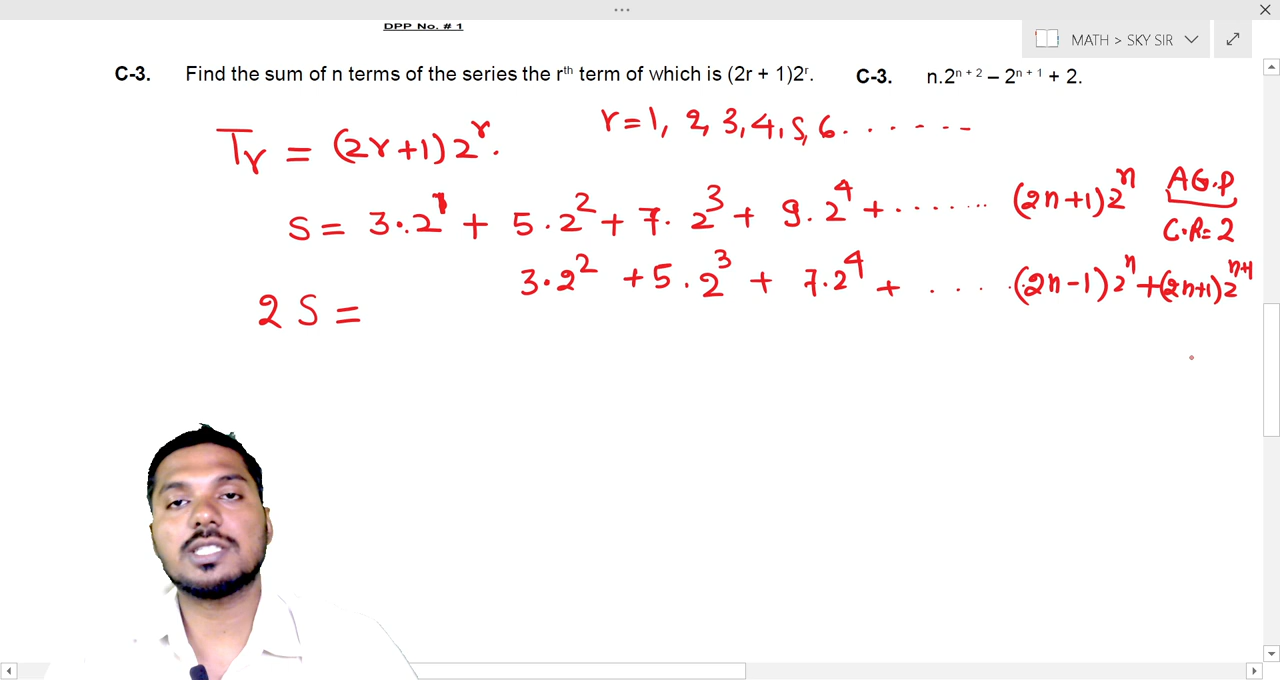 DPP No. # 1
MATH > SKY SIR
C-3. Find the sum of n terms of the series the rᵗʰ term of which is (2r + 1)2ʳ. C-3. n.2ⁿ⁺² – 2ⁿ⁺¹ + 2.
r = 1, 2, 3, 4, 5, 6 . . . . . . -
Tᵣ = (2r+1) 2ʳ.
S = 3.2¹ + 5.2² + 7.2³ + 9.2⁴ + . . . . . . . (2n+1)2ⁿ A.G.P
C.R = 2
3.2² + 5.2³ + 7.2⁴ + . . . . . (2n-1)2ⁿ + (2n+1)2ⁿ⁺¹
2S =